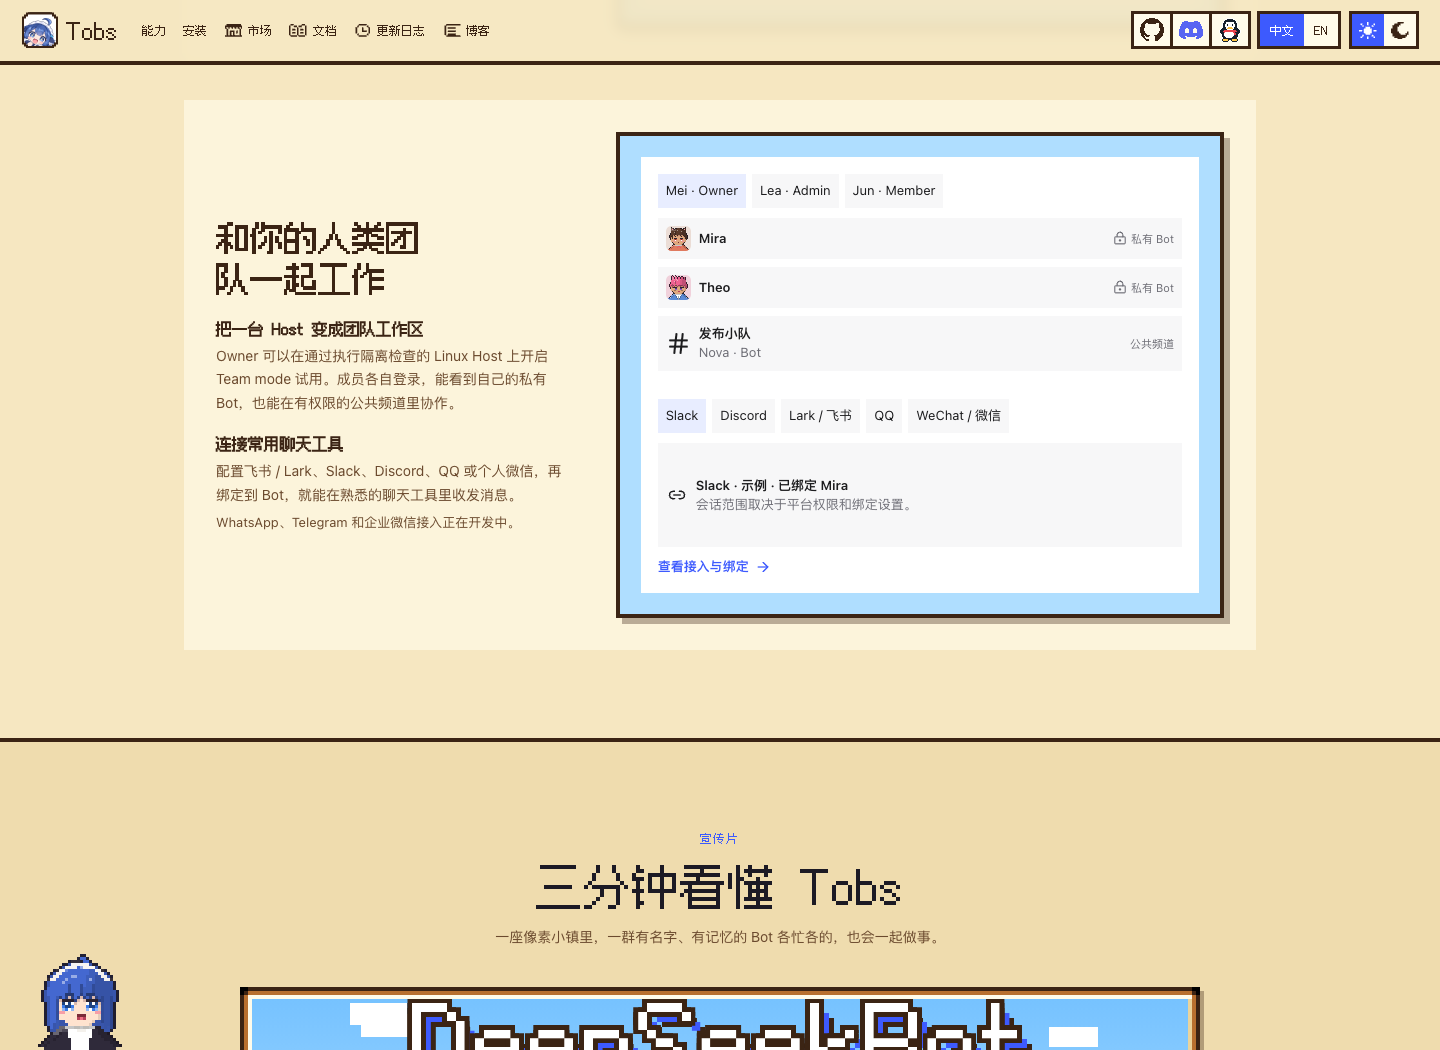 Tobs
能力
安装
市场
文档
更新日志
博客
中文
EN
和你的人类团
队一起工作
把一台 Host 变成团队工作区
Owner 可以在通过执行隔离检查的 Linux Host 上开启
Team mode 试用。成员各自登录，能看到自己的私有
Bot，也能在有权限的公共频道里协作。
连接常用聊天工具
配置飞书 / Lark、Slack、Discord、QQ 或个人微信，再
绑定到 Bot，就能在熟悉的聊天工具里收发消息。
WhatsApp、Telegram 和企业微信接入正在开发中。
Mei · Owner
Lea · Admin
Jun · Member
Mira
私有 Bot
Theo
私有 Bot
发布小队
Nova · Bot
公共频道
Slack
Discord
Lark / 飞书
QQ
WeChat / 微信
Slack · 示例 · 已绑定 Mira
会话范围取决于平台权限和绑定设置。
查看接入与绑定
宣传片
三分钟看懂 Tobs
一座像素小镇里，一群有名字、有记忆的 Bot 各忙各的，也会一起做事。
DeepSeekBot